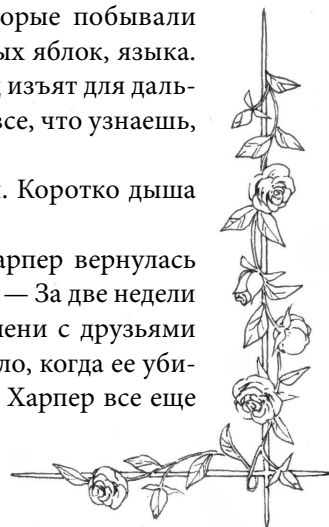 орые побывали
ых яблок, языка.
изъят для даль-
все, что узнаешь,
. Коротко дыша
арпер вернулась
— За две недели
мени с друзьями
ло, когда ее уби-
Харпер все еще